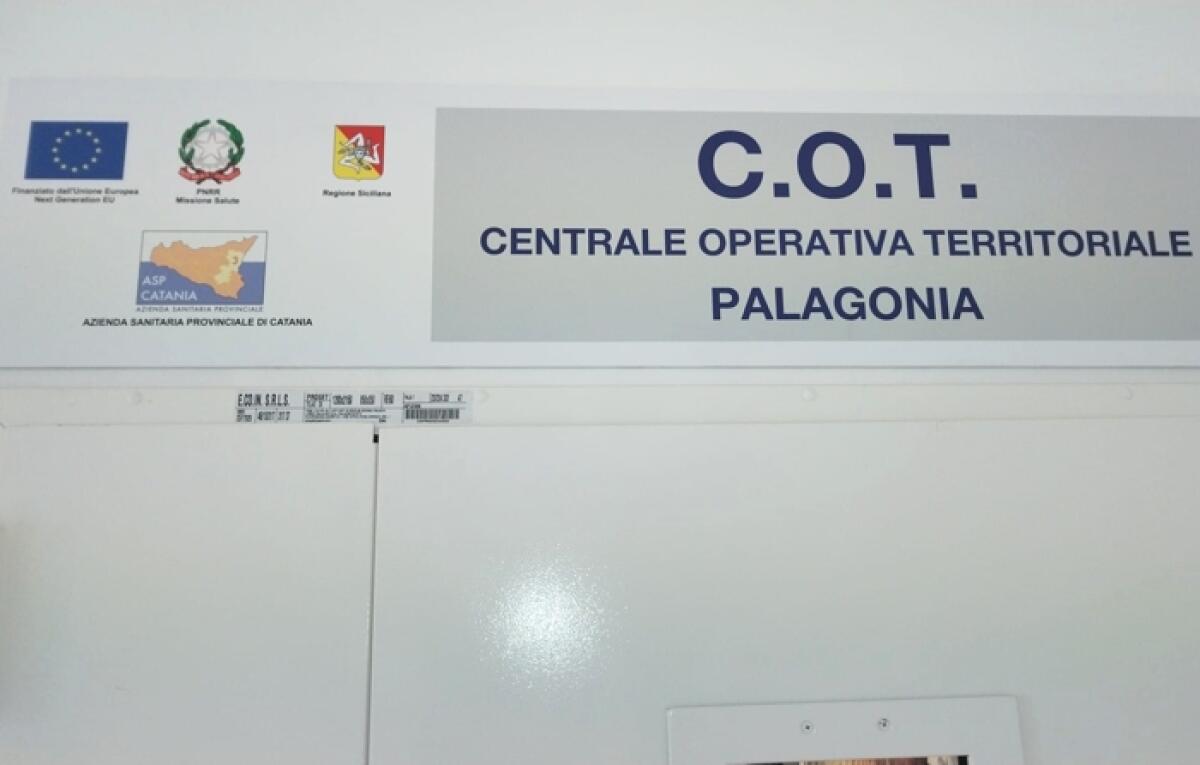 Finanziato dall'Unione Europea
Next Generation EU
PNRR
Missione Salute
Regione Siciliana
ASP
CATANIA
AZIENDA SANITARIA PROVINCIALE
AZIENDA SANITARIA PROVINCIALE DI CATANIA
C.O.T.
CENTRALE OPERATIVA TERRITORIALE
PALAGONIA
E.CO.IN. S.R.L.S.